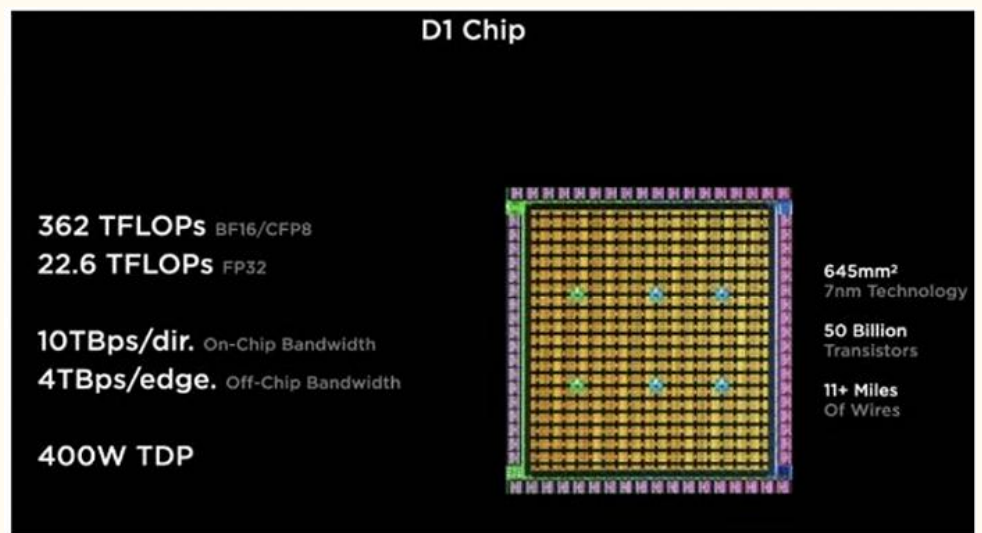 D1 Chip
362 TFLOPs BF16/CFP8
22.6 TFLOPs FP32
10TBps/dir. On-Chip Bandwidth
4TBps/edge. Off-Chip Bandwidth
400W TDP
645mm²
7nm Technology
50 Billion
Transistors
11+ Miles
Of Wires